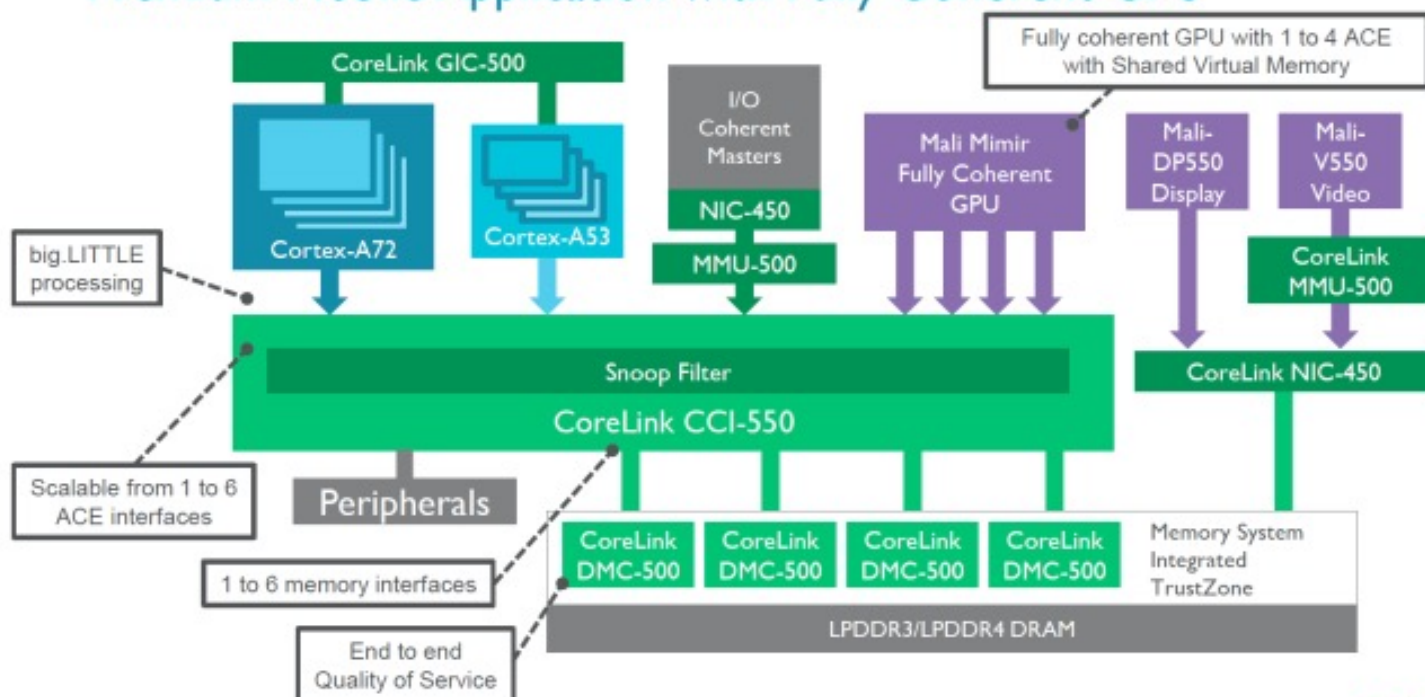 CoreLink GIC-500
Fully coherent GPU with 1 to 4 ACE
with Shared Virtual Memory
I/O
Coherent
Masters
Mali Mimir
Fully Coherent
GPU
Mali-
DP550
Display
Mali-
V550
Video
Cortex-A72
Cortex-A53
NIC-450
MMU-500
big.LITTLE
processing
CoreLink
MMU-500
Snoop Filter
CoreLink NIC-450
CoreLink CCI-550
Scalable from 1 to 6
ACE interfaces
Peripherals
CoreLink
DMC-500
CoreLink
DMC-500
CoreLink
DMC-500
CoreLink
DMC-500
Memory System
Integrated
TrustZone
1 to 6 memory interfaces
LPDDR3/LPDDR4 DRAM
End to end
Quality of Service